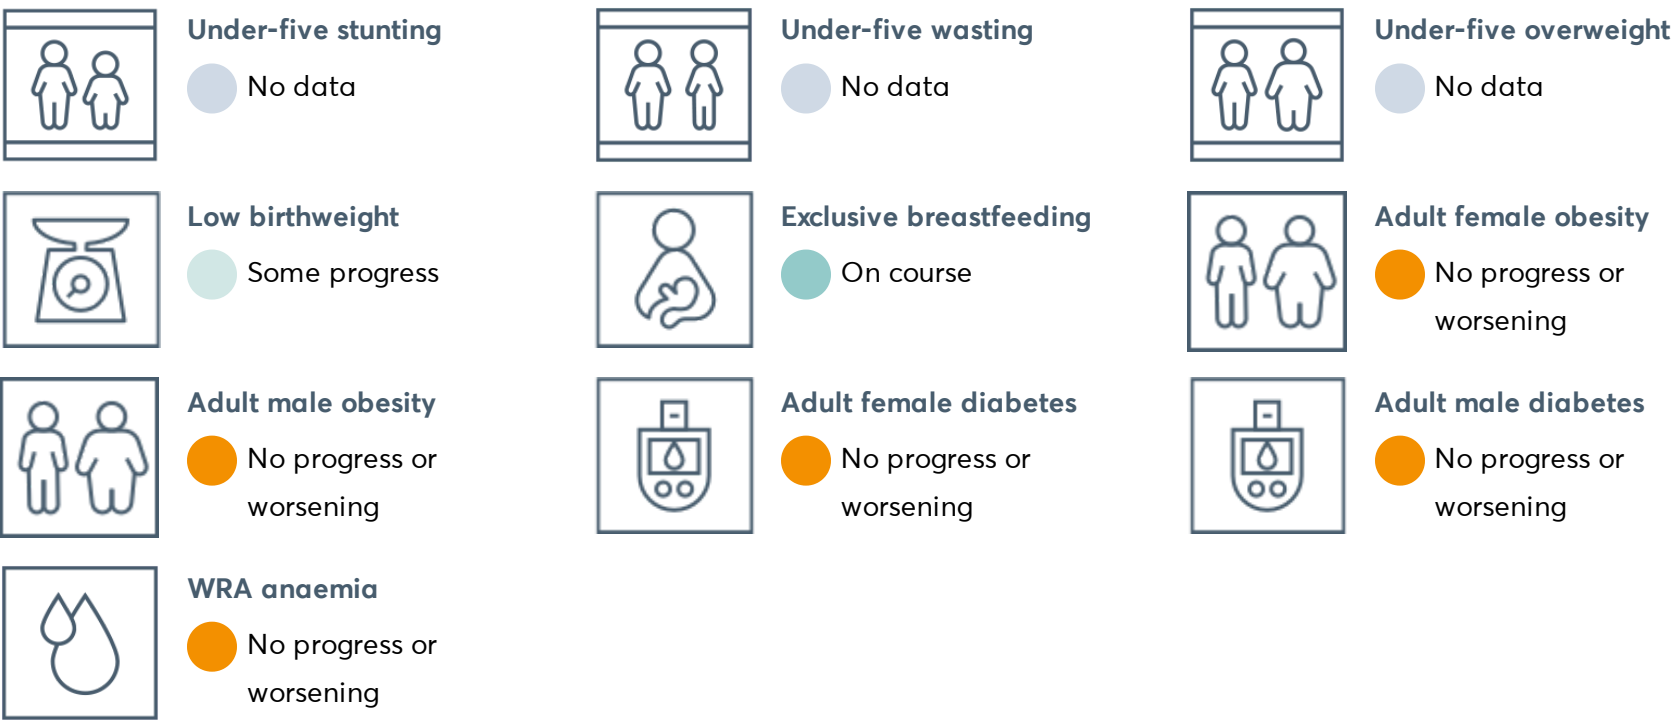 Under-five stunting
No data
Under-five wasting
No data
Under-five overweight
No data
Low birthweight
Some progress
Exclusive breastfeeding
On course
Adult female obesity
No progress or
worsening
Adult male obesity
No progress or
worsening
Adult female diabetes
No progress or
worsening
Adult male diabetes
No progress or
worsening
WRA anaemia
No progress or
worsening